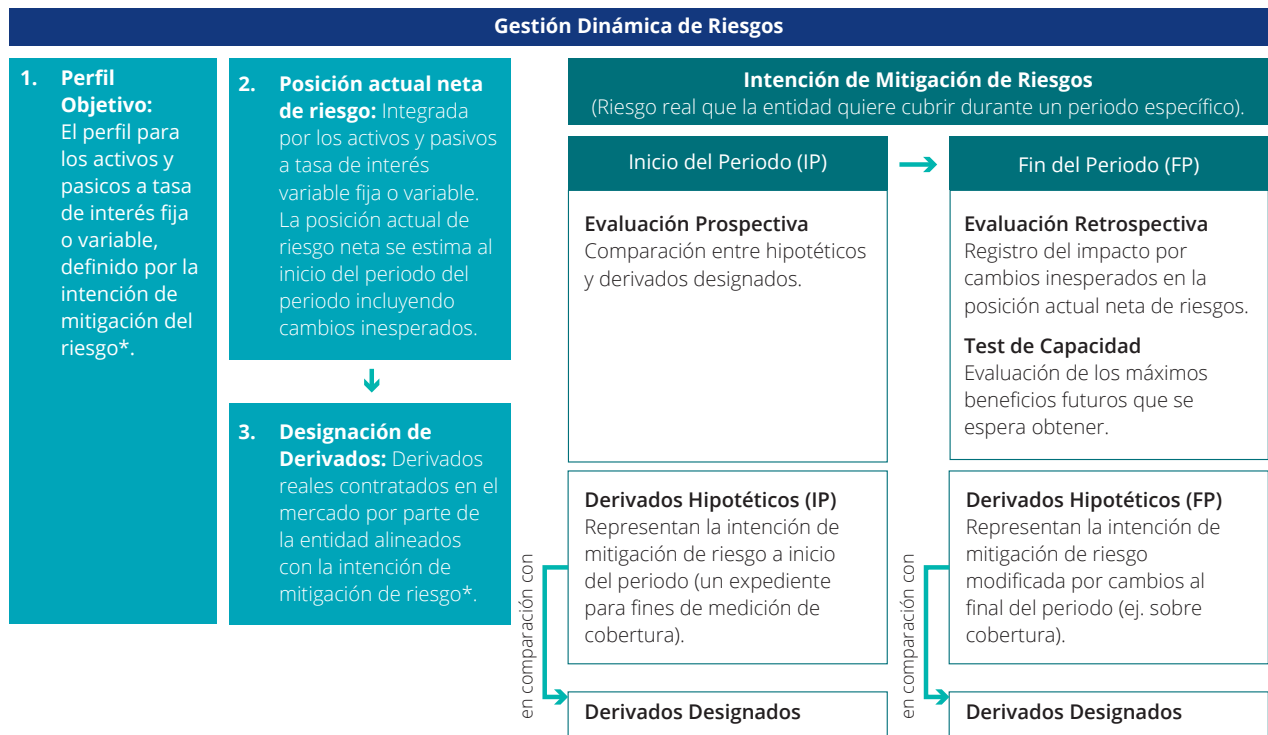 Gestión Dinámica de Riesgos
1. Perfil
Objetivo:
El perfil para
los activos y
pasicos a tasa
de interés fija
o variable,
definido por la
intención de
mitigación del
riesgo*.
2. Posición actual neta
de riesgo: Integrada
por los activos y pasivos
a tasa de interés
variable fija o variable.
La posición actual de
riesgo neta se estima al
inicio del periodo del
periodo incluyendo
cambios inesperados.
3. Designación de
Derivados: Derivados
reales contratados en el
mercado por parte de
la entidad alineados
con la intención de
mitigación de riesgo*.
Intención de Mitigación de Riesgos
(Riesgo real que la entidad quiere cubrir durante un periodo específico).
Inicio del Periodo (IP)
Evaluación Prospectiva
Comparación entre hipotéticos
y derivados designados.
Derivados Hipotéticos (IP)
Representan la intención de
mitigación de riesgo a inicio
del periodo (un expediente
para fines de medición de
cobertura).
en comparación con
Derivados Designados
Fin del Periodo (FP)
Evaluación Retrospectiva
Registro del impacto por
cambios inesperados en la
posición actual neta de riesgos.
Test de Capacidad
Evaluación de los máximos
beneficios futuros que se
espera obtener.
Derivados Hipotéticos (FP)
Representan la intención de
mitigación de riesgo
modificada por cambios al
final del periodo (ej. sobre
cobertura).
en comparación con
Derivados Designados